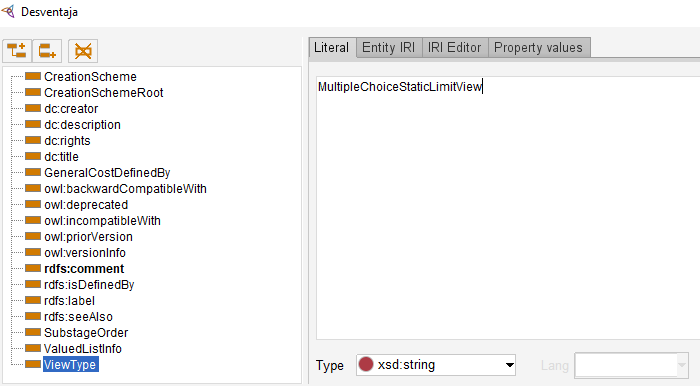 Desventaja
Literal
Entity IRI
IRI Editor
Property values
CreationScheme
CreationSchemeRoot
dc:creator
dc:description
dc:rights
dc:title
GeneralCostDefinedBy
owl:backwardCompatibleWith
owl:deprecated
owl:incompatibleWith
owl:priorVersion
owl:versionInfo
rdfs:comment
rdfs:isDefinedBy
rdfs:label
rdfs:seeAlso
SubstageOrder
ValuedListInfo
ViewType
MultipleChoiceStaticLimitView
Type
xsd:string
Lang